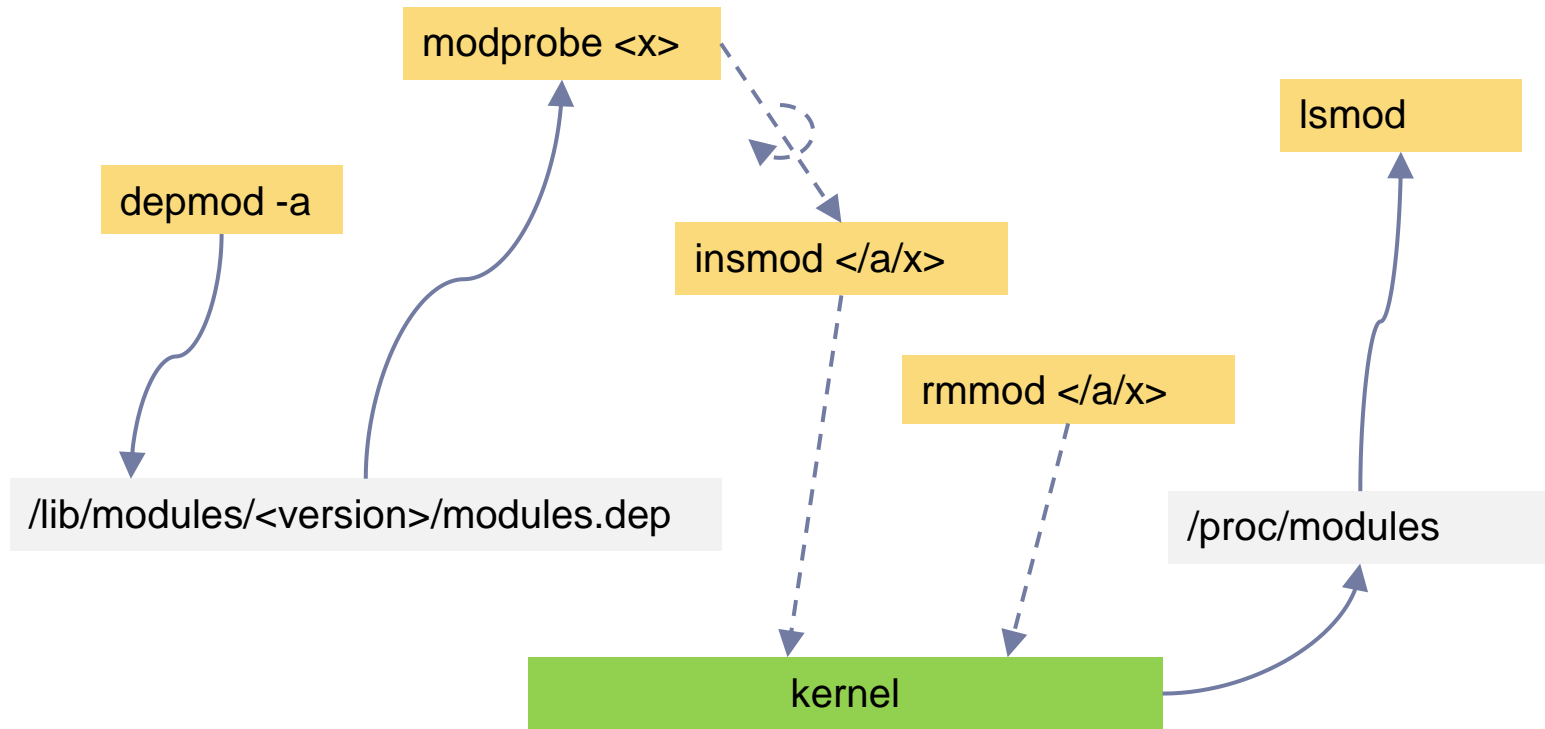 modprobe <x>
lsmod
depmod -a
insmod </a/x>
rmmod </a/x>
/lib/modules/<version>/modules.dep
/proc/modules
kernel